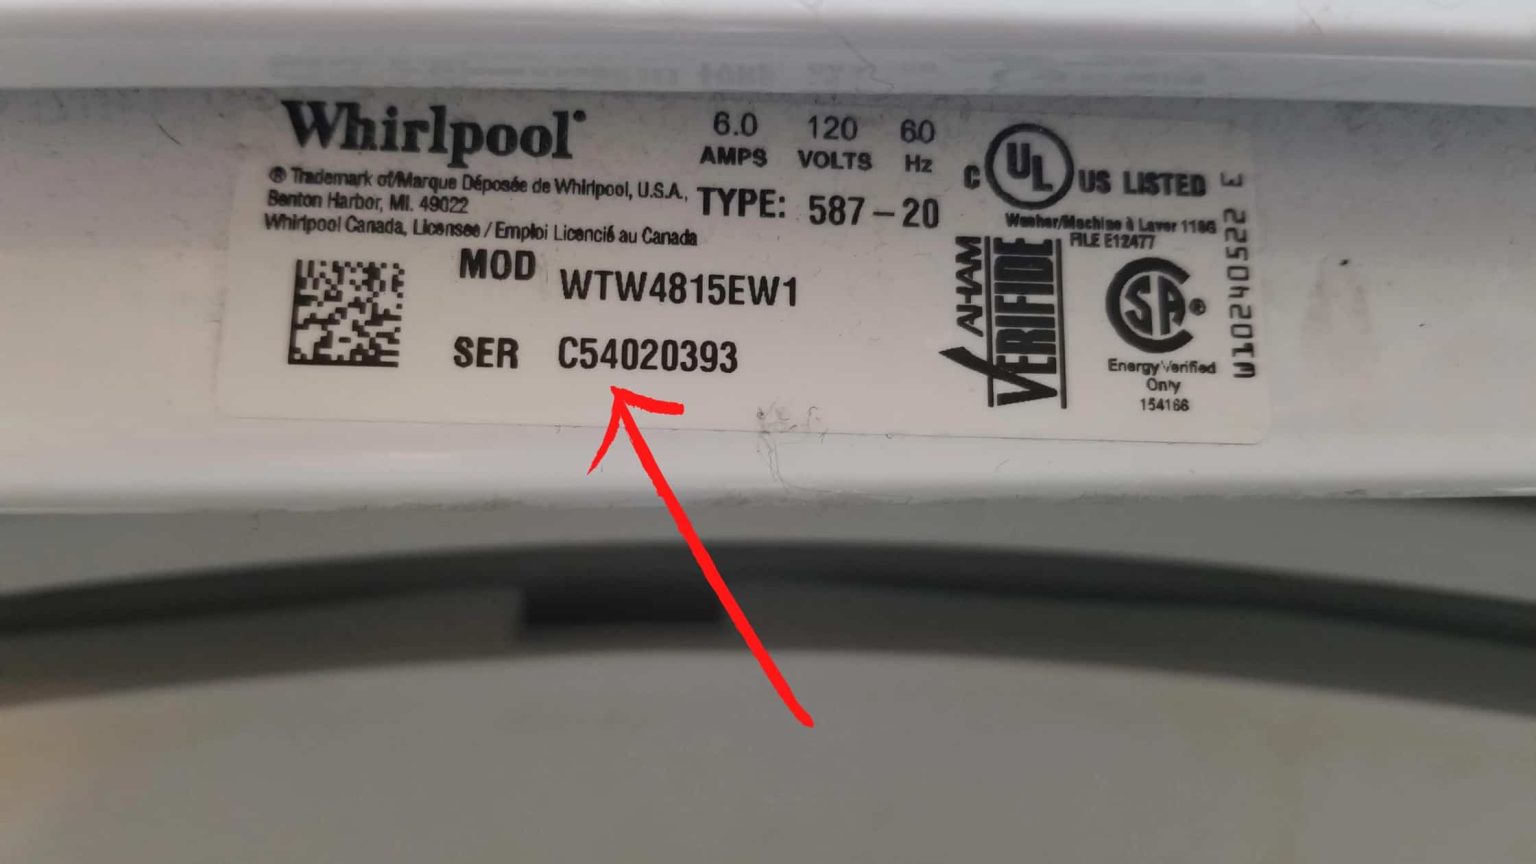 Whirlpool
® Trademark of/Marque Déposée de Whirlpool, U.S.A.,
Benton Harbor, MI. 49022
Whirlpool Canada, Licensee / Emploi Licencié au Canada
6.0 120 60
AMPS VOLTS Hz
TYPE: 587-20
MOD WTW4815EW1
SER C54020393
C UL US LISTED
Washer/Machine à Laver 118G
FILE E12477
AHAM
VERIFIDE
SA ®
Energy Verified
Only
154166
W10240522 E